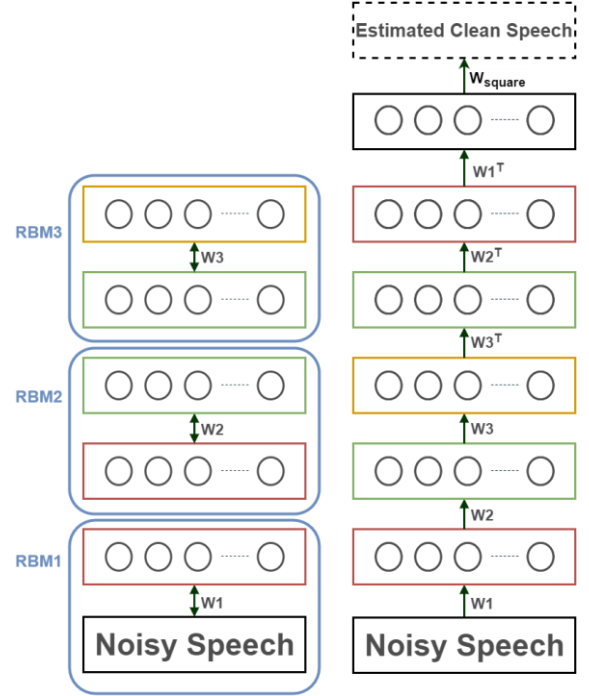 RBM3
W3
RBM2
W2
RBM1
W1
Noisy Speech
Estimated Clean Speech
Wsquare
W1ᵀ
W2ᵀ
W3ᵀ
W3
W2
W1
Noisy Speech